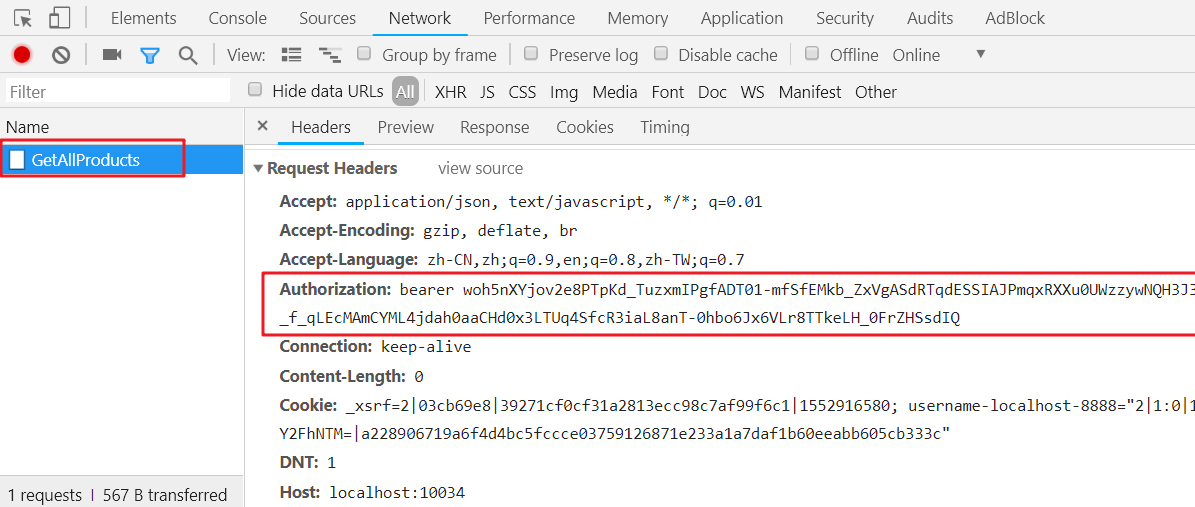 Elements Console Sources Network Performance Memory Application Security Audits AdBlock
View: Group by frame Preserve log Disable cache Offline Online ▼
Filter Hide data URLs All XHR JS CSS Img Media Font Doc WS Manifest Other
Name × Headers Preview Response Cookies Timing
GetAllProducts
▼ Request Headers view source
Accept: application/json, text/javascript, */*; q=0.01
Accept-Encoding: gzip, deflate, br
Accept-Language: zh-CN,zh;q=0.9,en;q=0.8,zh-TW;q=0.7
Authorization: bearer woh5nXYjov2e8PTpKd_TuzxmIPgfADT01-mfSfEMkb_ZxVgASdRTqdESSIAJPmqxRXXu0UWzzywNQH3J3
_f_qLEcMAmCYML4jdah0aaCHd0x3LTUq4SfcR3iaL8anT-0hbo6Jx6VLr8TTkeLH_0FrZHSsdIQ
Connection: keep-alive
Content-Length: 0
Cookie: _xsrf=2|03cb69e8|39271cf0cf31a2813ecc98c7af99f6c1|1552916580; username-localhost-8888="2|1:0|1
Y2FhNTM=|a228906719a6f4d4bc5fccce03759126871e233a1a7daf1b60eeabb605cb333c"
DNT: 1
Host: localhost:10034
1 requests | 567 B transferred